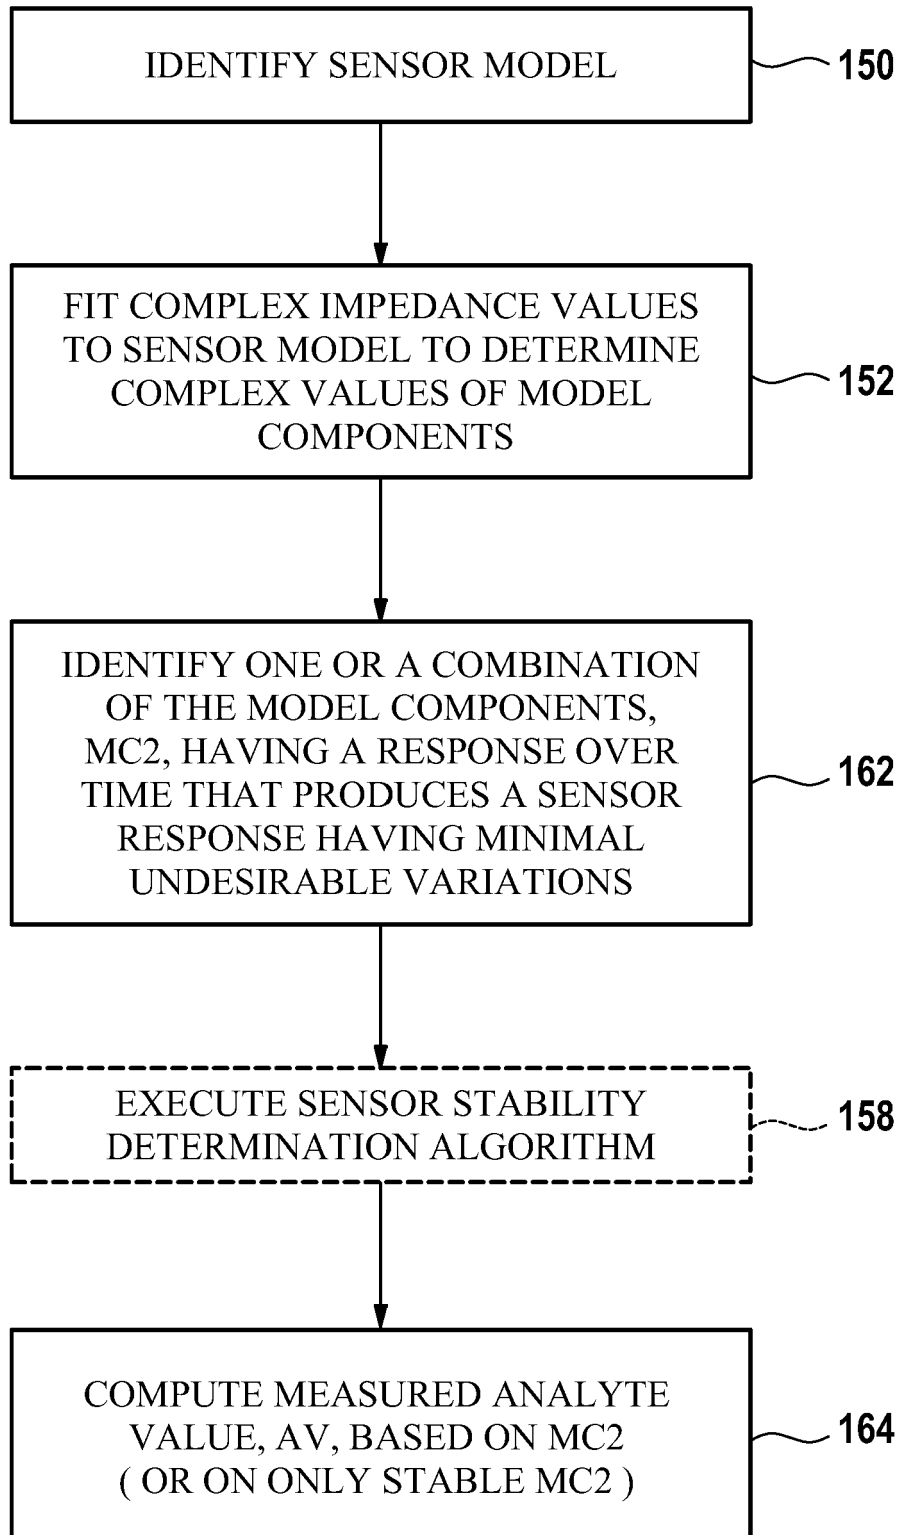 IDENTIFY SENSOR MODEL
150
FIT COMPLEX IMPEDANCE VALUES
TO SENSOR MODEL TO DETERMINE
COMPLEX VALUES OF MODEL
COMPONENTS
152
IDENTIFY ONE OR A COMBINATION
OF THE MODEL COMPONENTS,
MC2, HAVING A RESPONSE OVER
TIME THAT PRODUCES A SENSOR
RESPONSE HAVING MINIMAL
UNDESIRABLE VARIATIONS
162
EXECUTE SENSOR STABILITY
DETERMINATION ALGORITHM
158
COMPUTE MEASURED ANALYTE
VALUE, AV, BASED ON MC2
( OR ON ONLY STABLE MC2 )
164